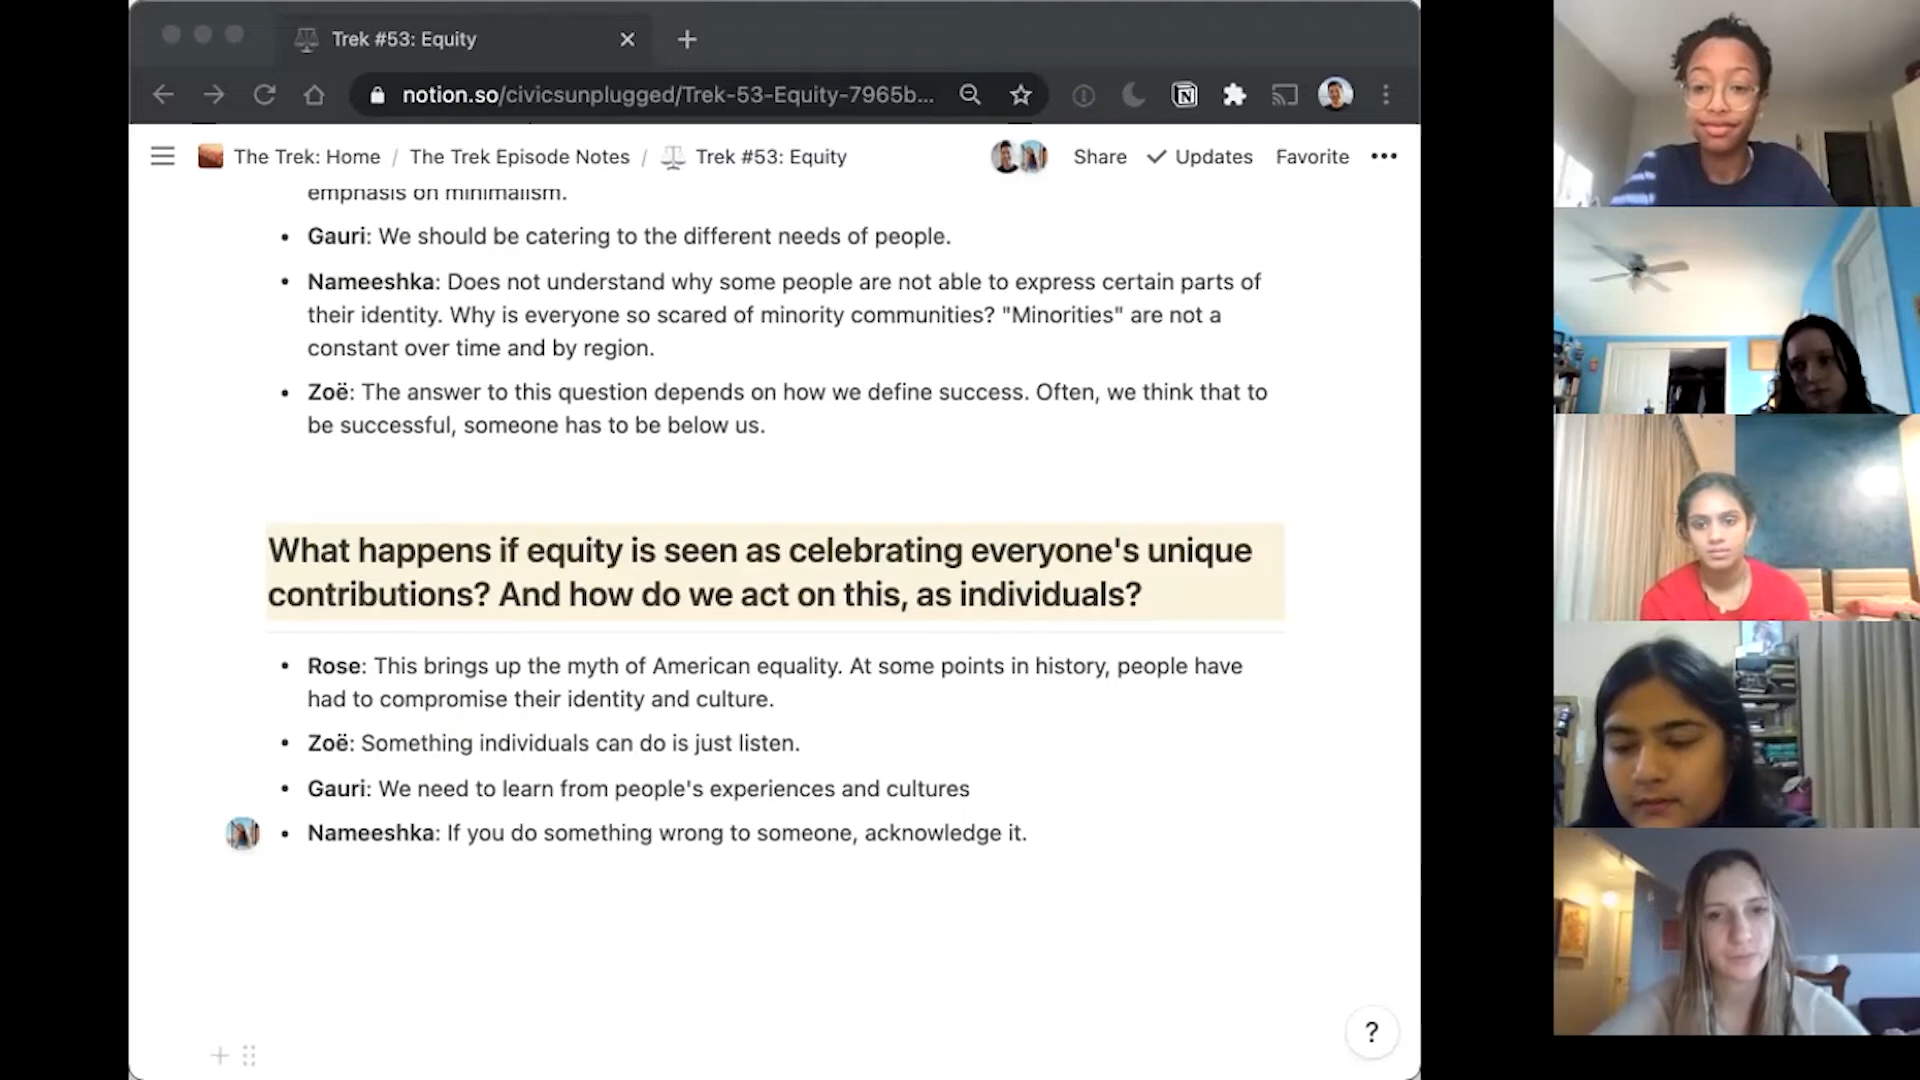 Trek #53: Equity
notion.so/civicsunplugged/Trek-53-Equity-7965b...
The Trek: Home / The Trek Episode Notes / Trek #53: Equity
Share Updates Favorite
emphasis on minimalism.
• Gauri: We should be catering to the different needs of people.
• Nameeshka: Does not understand why some people are not able to express certain parts of
their identity. Why is everyone so scared of minority communities? "Minorities" are not a
constant over time and by region.
• Zoë: The answer to this question depends on how we define success. Often, we think that to
be successful, someone has to be below us.
What happens if equity is seen as celebrating everyone's unique
contributions? And how do we act on this, as individuals?
• Rose: This brings up the myth of American equality. At some points in history, people have
had to compromise their identity and culture.
• Zoë: Something individuals can do is just listen.
• Gauri: We need to learn from people's experiences and cultures
• Nameeshka: If you do something wrong to someone, acknowledge it.
?